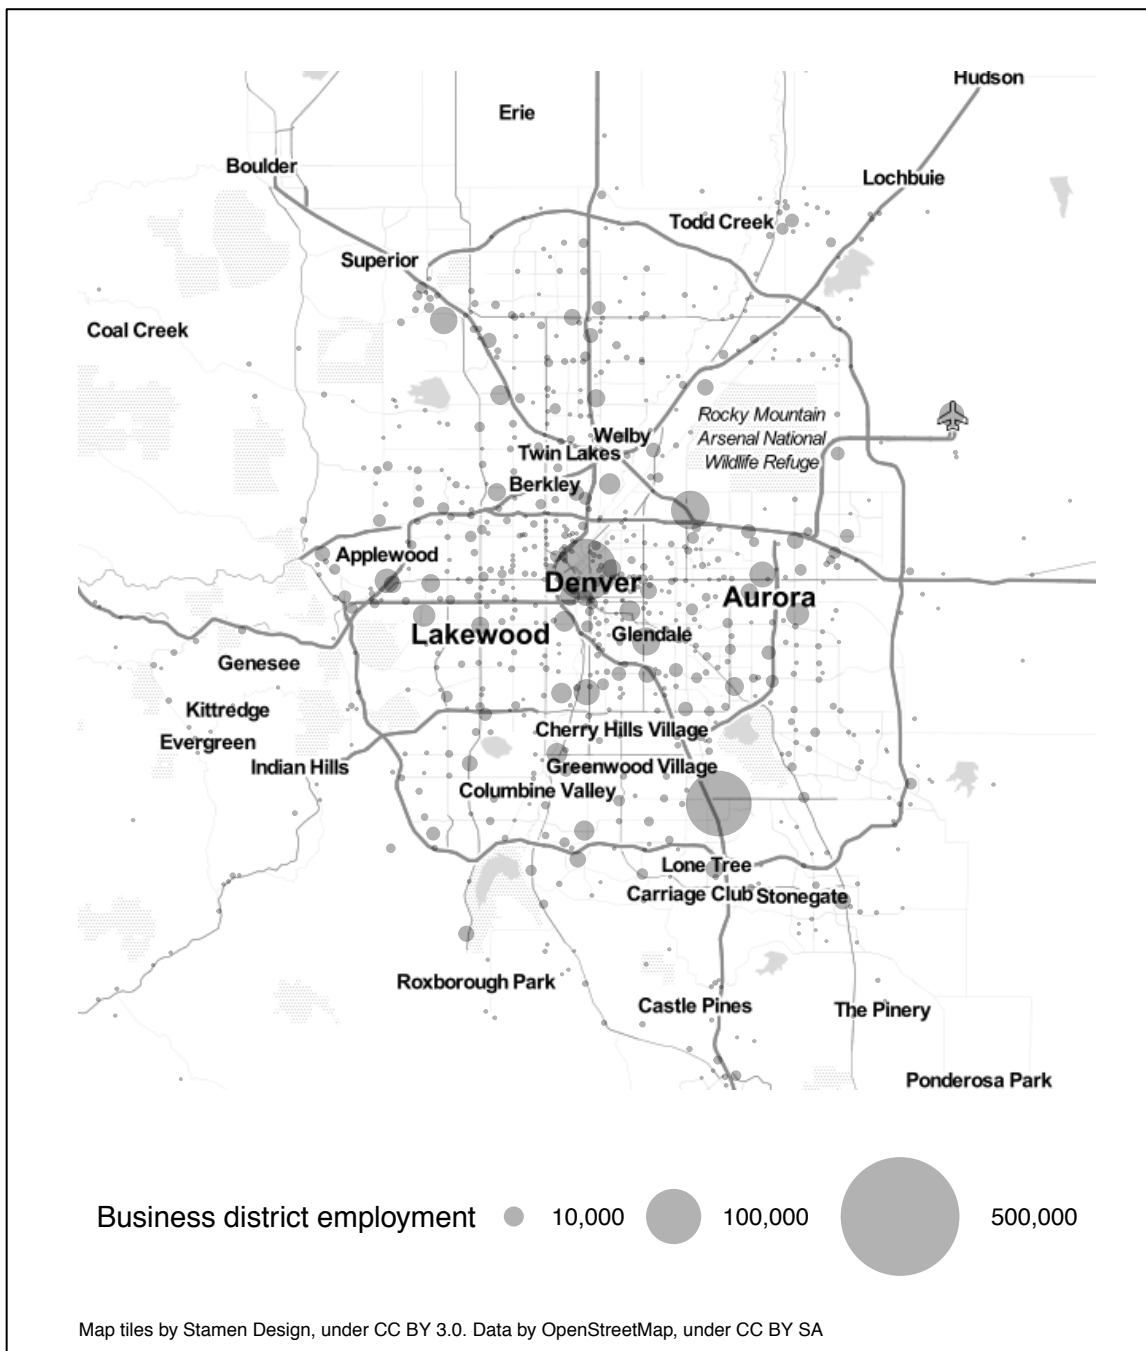 Hudson
Erie
Boulder
Lochbuie
Todd Creek
Superior
Coal Creek
Rocky Mountain
Arsenal National
Wildlife Refuge
Welby
Twin Lakes
Berkley
Applewood
Denver
Aurora
Lakewood
Glendale
Genesee
Kittredge
Cherry Hills Village
Evergreen
Indian Hills
Greenwood Village
Columbine Valley
Lone Tree
Carriage Club
Stonegate
Roxborough Park
Castle Pines
The Pinery
Ponderosa Park
Business district employment
10,000
100,000
500,000
Map tiles by Stamen Design, under CC BY 3.0. Data by OpenStreetMap, under CC BY SA